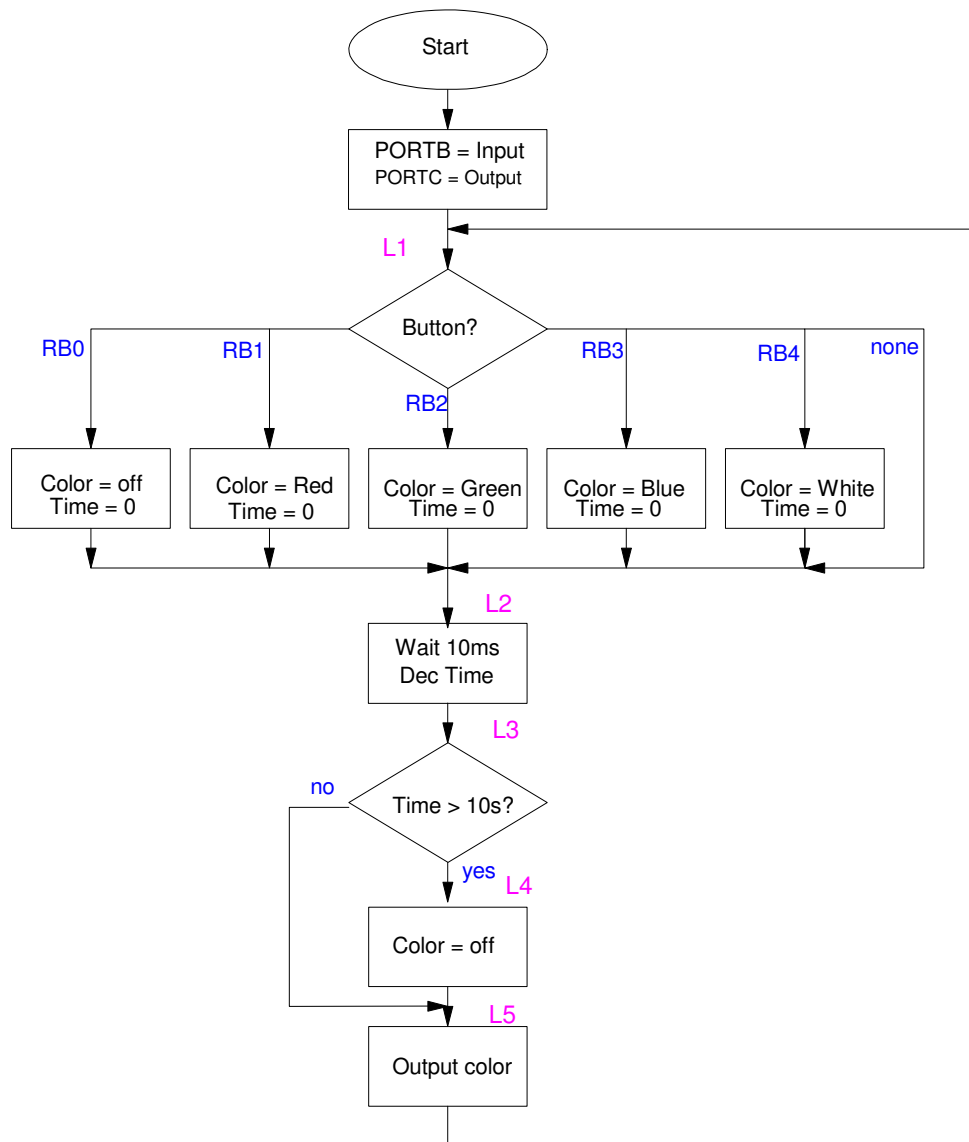 Start
PORTB = Input
PORTC = Output
L1
Button?
RB0
RB1
RB2
RB3
RB4
none
Color = off
Time = 0
Color = Red
Time = 0
Color = Green
Time = 0
Color = Blue
Time = 0
Color = White
Time = 0
L2
Wait 10ms
Dec Time
L3
no
Time > 10s?
yes
L4
Color = off
L5
Output color